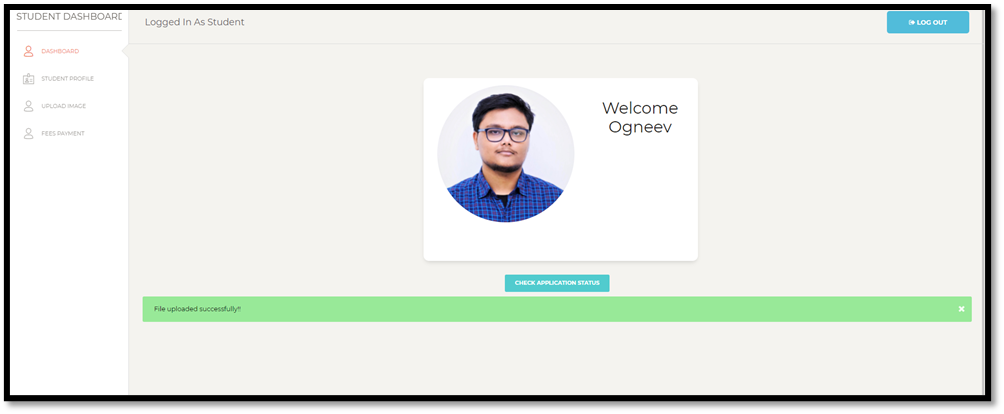 STUDENT DASHBOARD
Logged In As Student
LOG OUT
DASHBOARD
STUDENT PROFILE
UPLOAD IMAGE
FEES PAYMENT
Welcome
Ogneev
CHECK APPLICATION STATUS
File uploaded successfully!!